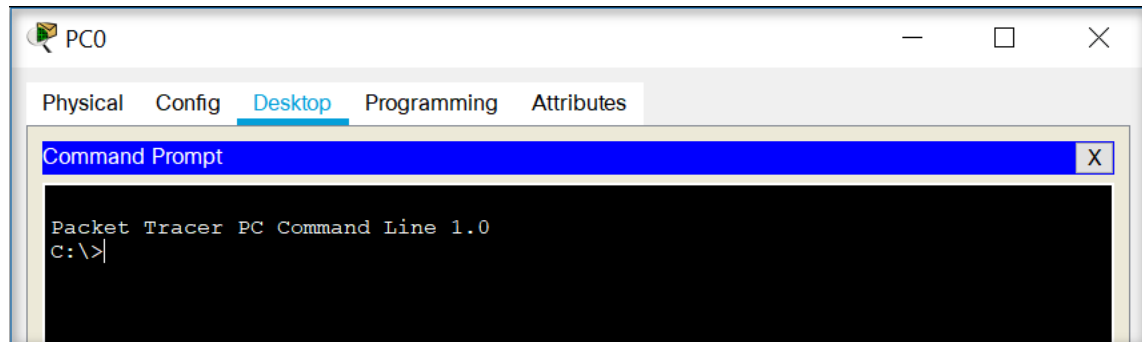 PC0
Physical Config Desktop Programming Attributes
Command Prompt X
Packet Tracer PC Command Line 1.0
C:\>